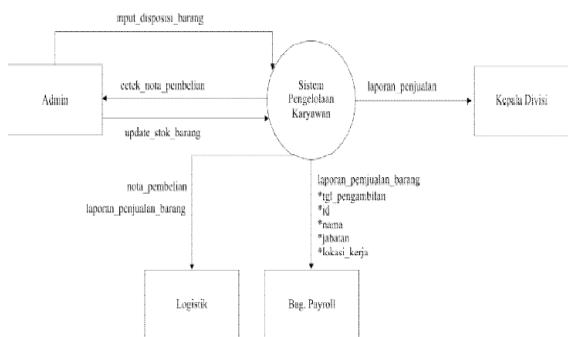 input_disposisi_barang
Admin
cetek_nota_pembelian
update_stok_barang
Sistem
Pengelolaan
Karyawan
laporan_penjualan
Kepala Divisi
nota_pembelian
laporan_penjualan_barang
laporan_penjualan_barang
*tgl_pengambilan
*id
*nama
*jabatan
*lokasi_kerja
Logistik
Bag. Payroll